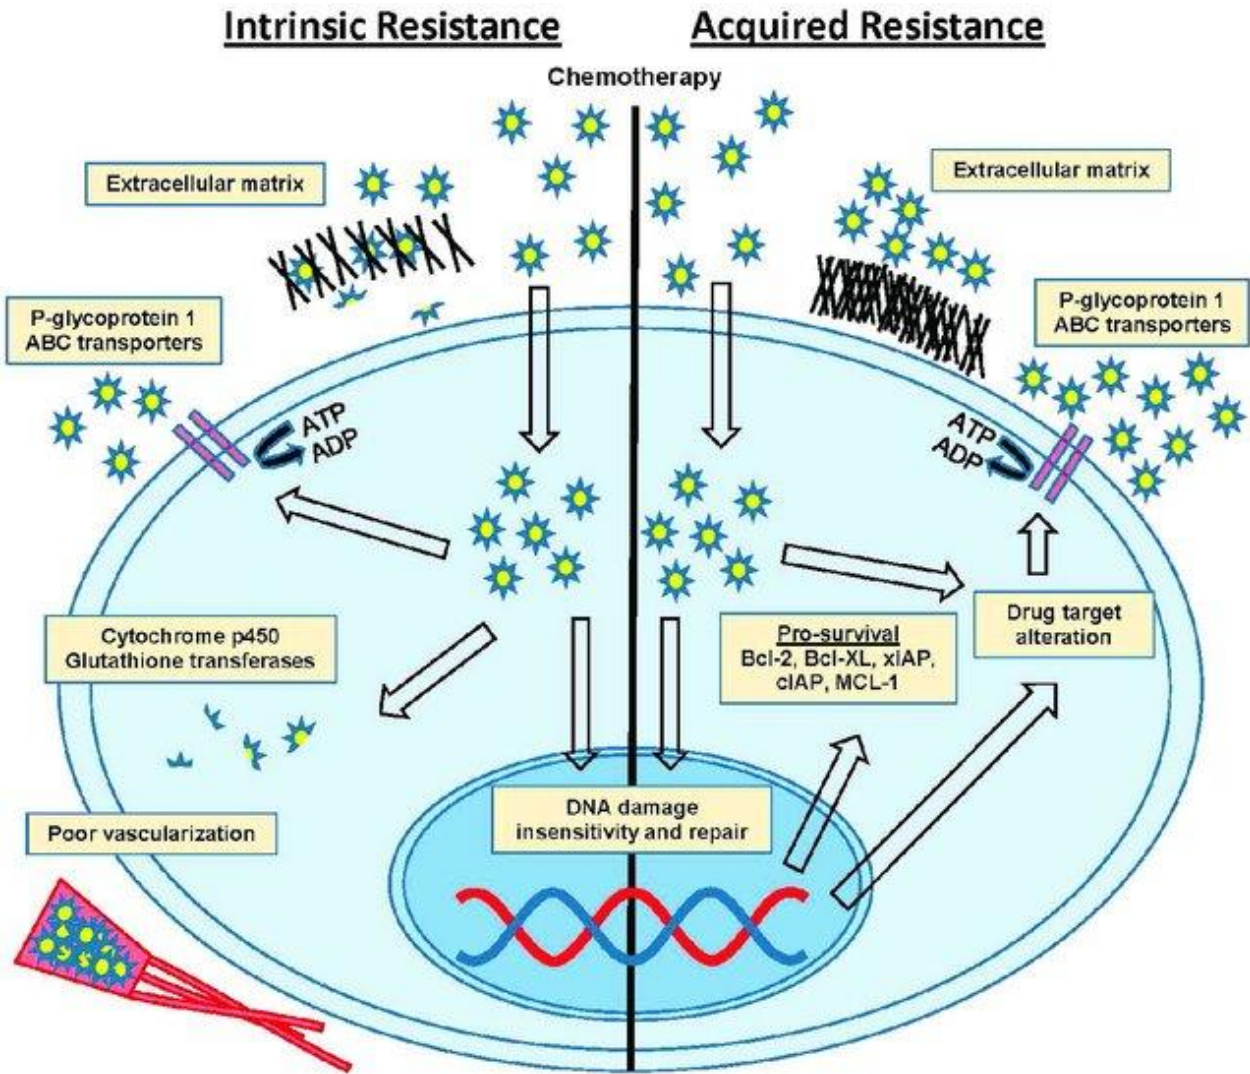 Intrinsic Resistance
Acquired Resistance
Chemotherapy
Extracellular matrix
Extracellular matrix
P-glycoprotein 1
ABC transporters
P-glycoprotein 1
ABC transporters
ATP
ADP
ATP
ADP
Cytochrome p450
Glutathione transferases
Pro-survival
Bcl-2, Bcl-XL, xIAP,
cIAP, MCL-1
Drug target
alteration
Poor vascularization
DNA damage
insensitivity and repair